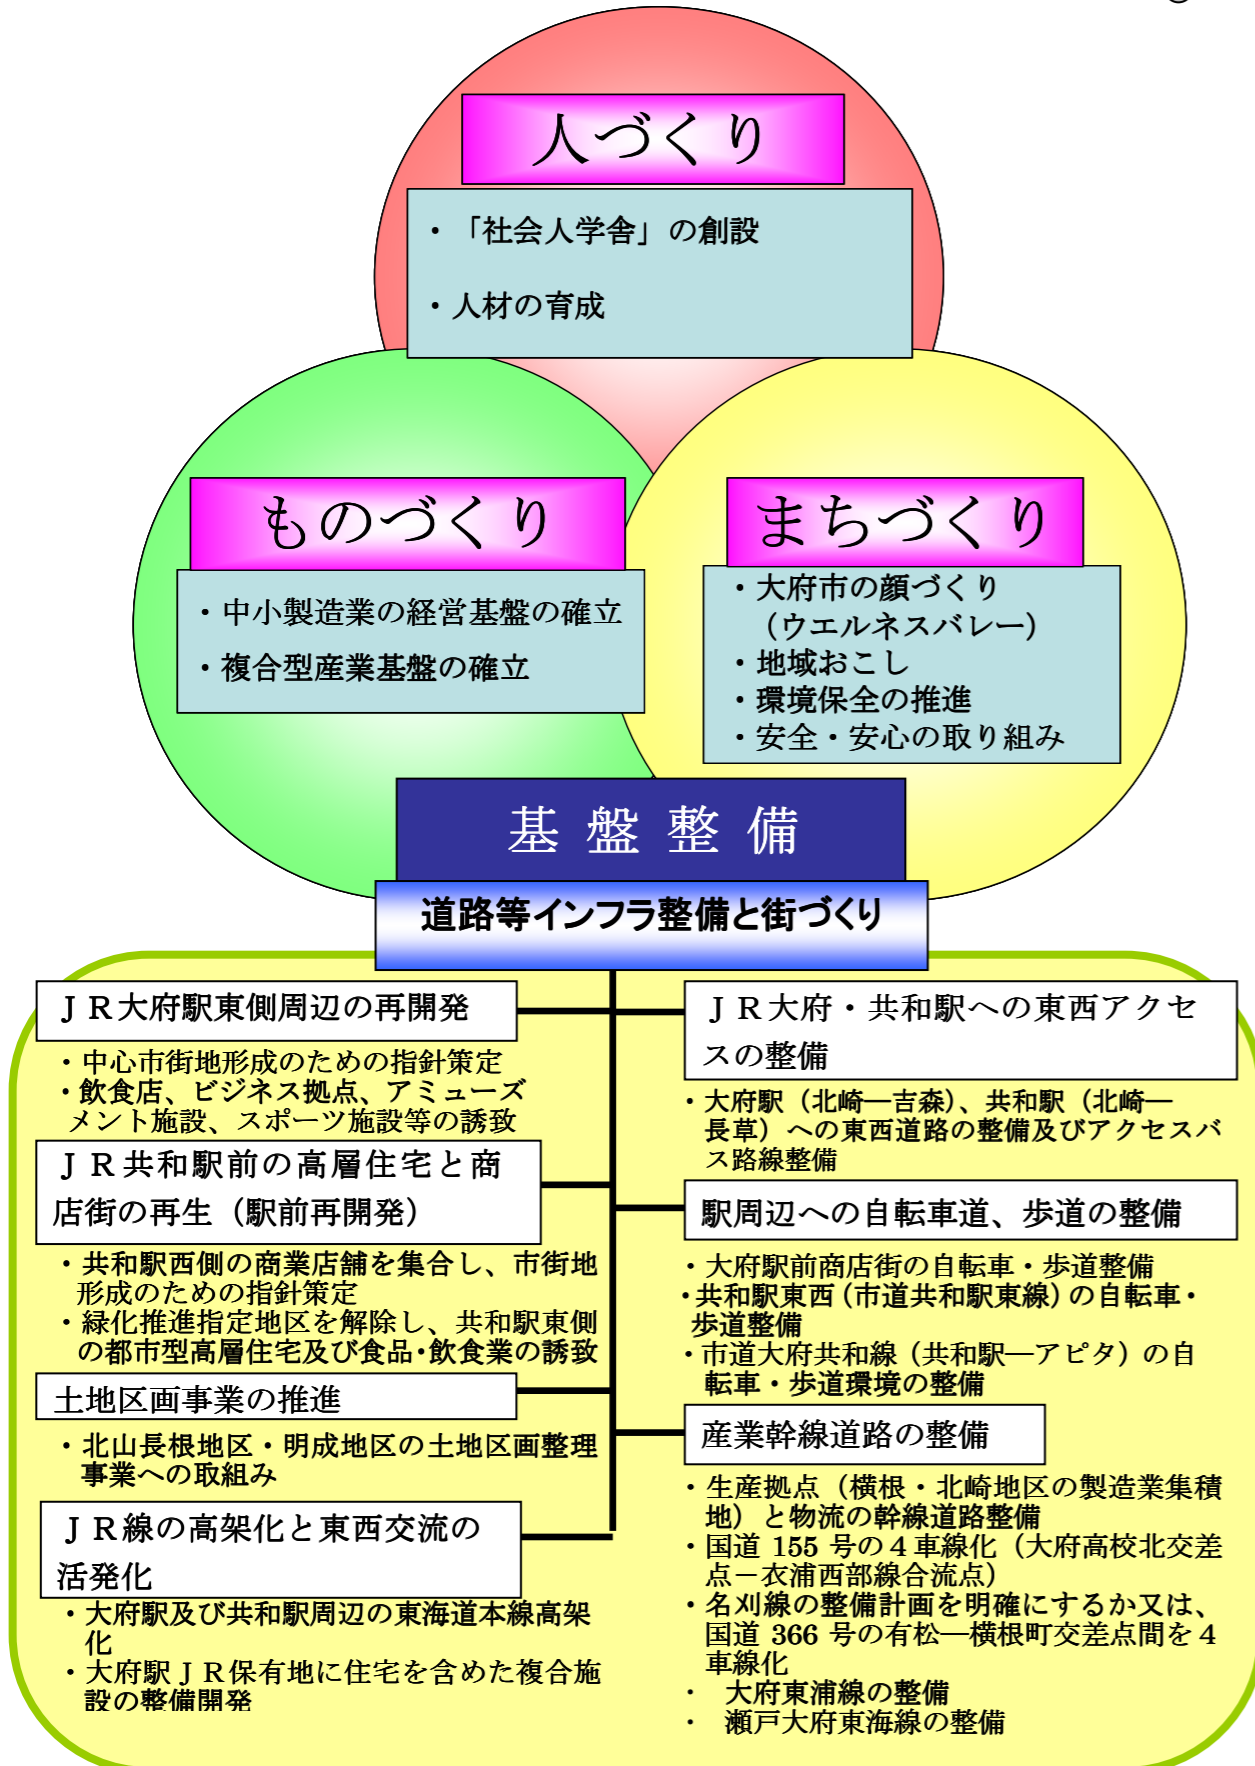 人づくり
・「社会人学舎」の創設
・人材の育成
ものづくり
・中小製造業の経営基盤の確立
・複合型産業基盤の確立
まちづくり
・大府市の顔づくり
（ウエルネスバレー）
・地域おこし
・環境保全の推進
・安全・安心の取り組み
基盤整備
道路等インフラ整備と街づくり
ＪＲ大府駅東側周辺の再開発
・中心市街地形成のための指針策定
・飲食店、ビジネス拠点、アミューズ
メント施設、スポーツ施設等の誘致
ＪＲ共和駅前の高層住宅と商
店街の再生（駅前再開発）
・共和駅西側の商業店舗を集合し、市街地
形成のための指針策定
・緑化推進指定地区を解除し、共和駅東側
の都市型高層住宅及び食品・飲食業の誘致
土地区画事業の推進
・北山長根地区・明成地区の土地区画整理
事業への取組み
ＪＲ線の高架化と東西交流の
活発化
・大府駅及び共和駅周辺の東海道本線高架
化
・大府駅ＪＲ保有地に住宅を含めた複合施
設の整備開発
ＪＲ大府・共和駅への東西アクセ
スの整備
・大府駅（北崎―吉森）、共和駅（北崎―
長草）への東西道路の整備及びアクセスバ
ス路線整備
駅周辺への自転車道、歩道の整備
・大府駅前商店街の自転車・歩道整備
・共和駅東西（市道共和駅東線）の自転車・
歩道整備
・市道大府共和線（共和駅―アピタ）の自
転車・歩道環境の整備
産業幹線道路の整備
・生産拠点（横根・北崎地区の製造業集積
地）と物流の幹線道路整備
・国道 155 号の４車線化（大府高校北交差
点－衣浦西部線合流点）
・名刈線の整備計画を明確にするか又は、
国道 366 号の有松―横根町交差点間を４
車線化
・ 大府東浦線の整備
・ 瀬戸大府東海線の整備